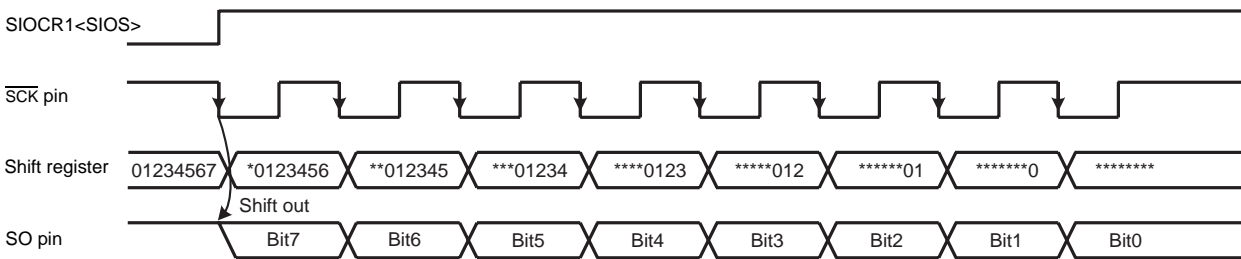 SIOCR1<SIOS>
SCK pin
Shift register 01234567 *0123456 **012345 ***01234 ****0123 *****012 ******01 *******0 ********
Shift out
SO pin Bit7 Bit6 Bit5 Bit4 Bit3 Bit2 Bit1 Bit0